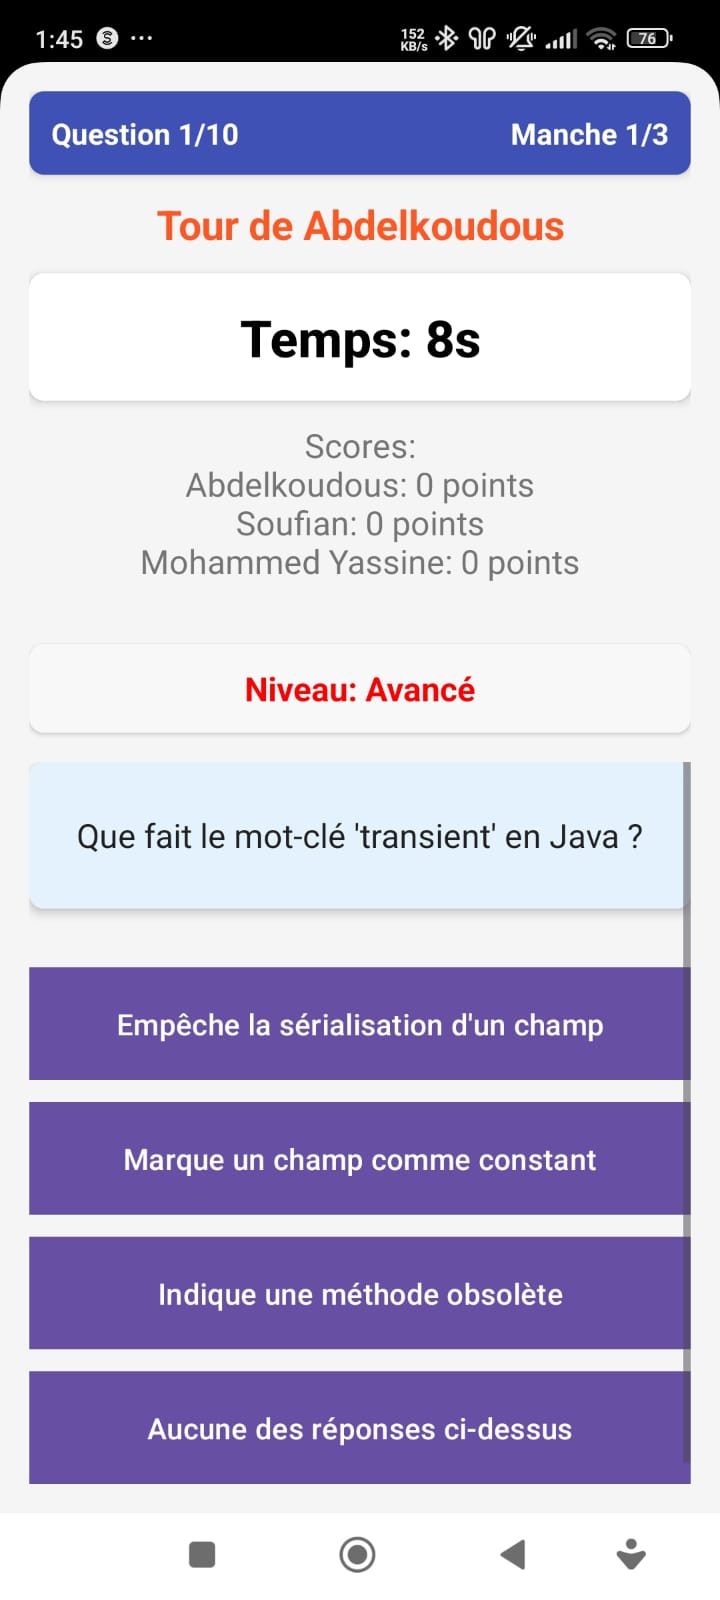 1:45
152
KB/s
76
Question 1/10
Manche 1/3
Tour de Abdelkoudous
Temps: 8s
Scores:
Abdelkoudous: 0 points
Soufian: 0 points
Mohammed Yassine: 0 points
Niveau: Avancé
Que fait le mot-clé 'transient' en Java ?
Empêche la sérialisation d'un champ
Marque un champ comme constant
Indique une méthode obsolète
Aucune des réponses ci-dessus